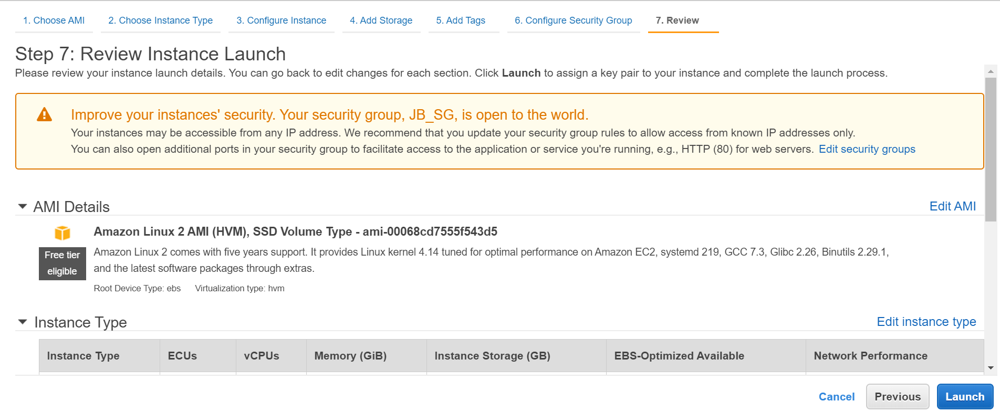 1. Choose AMI 2. Choose Instance Type 3. Configure Instance 4. Add Storage 5. Add Tags 6. Configure Security Group 7. Review
Step 7: Review Instance Launch
Please review your instance launch details. You can go back to edit changes for each section. Click Launch to assign a key pair to your instance and complete the launch process.
Improve your instances' security. Your security group, JB_SG, is open to the world.
Your instances may be accessible from any IP address. We recommend that you update your security group rules to allow access from known IP addresses only.
You can also open additional ports in your security group to facilitate access to the application or service you're running, e.g., HTTP (80) for web servers. Edit security groups
AMI Details Edit AMI
Amazon Linux 2 AMI (HVM), SSD Volume Type - ami-00068cd7555f543d5
Free tier eligible
Amazon Linux 2 comes with five years support. It provides Linux kernel 4.14 tuned for optimal performance on Amazon EC2, systemd 219, GCC 7.3, Glibc 2.26, Binutils 2.29.1,
and the latest software packages through extras.
Root Device Type: ebs Virtualization type: hvm
Instance Type Edit instance type
Instance Type ECUs vCPUs Memory (GiB) Instance Storage (GB) EBS-Optimized Available Network Performance
Cancel Previous Launch